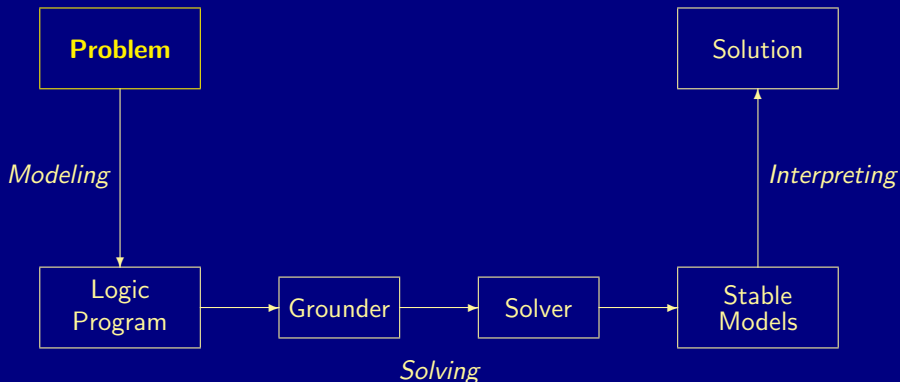 Problem
Solution
Modeling
Interpreting
Logic
Program
Grounder
Solver
Stable
Models
Solving